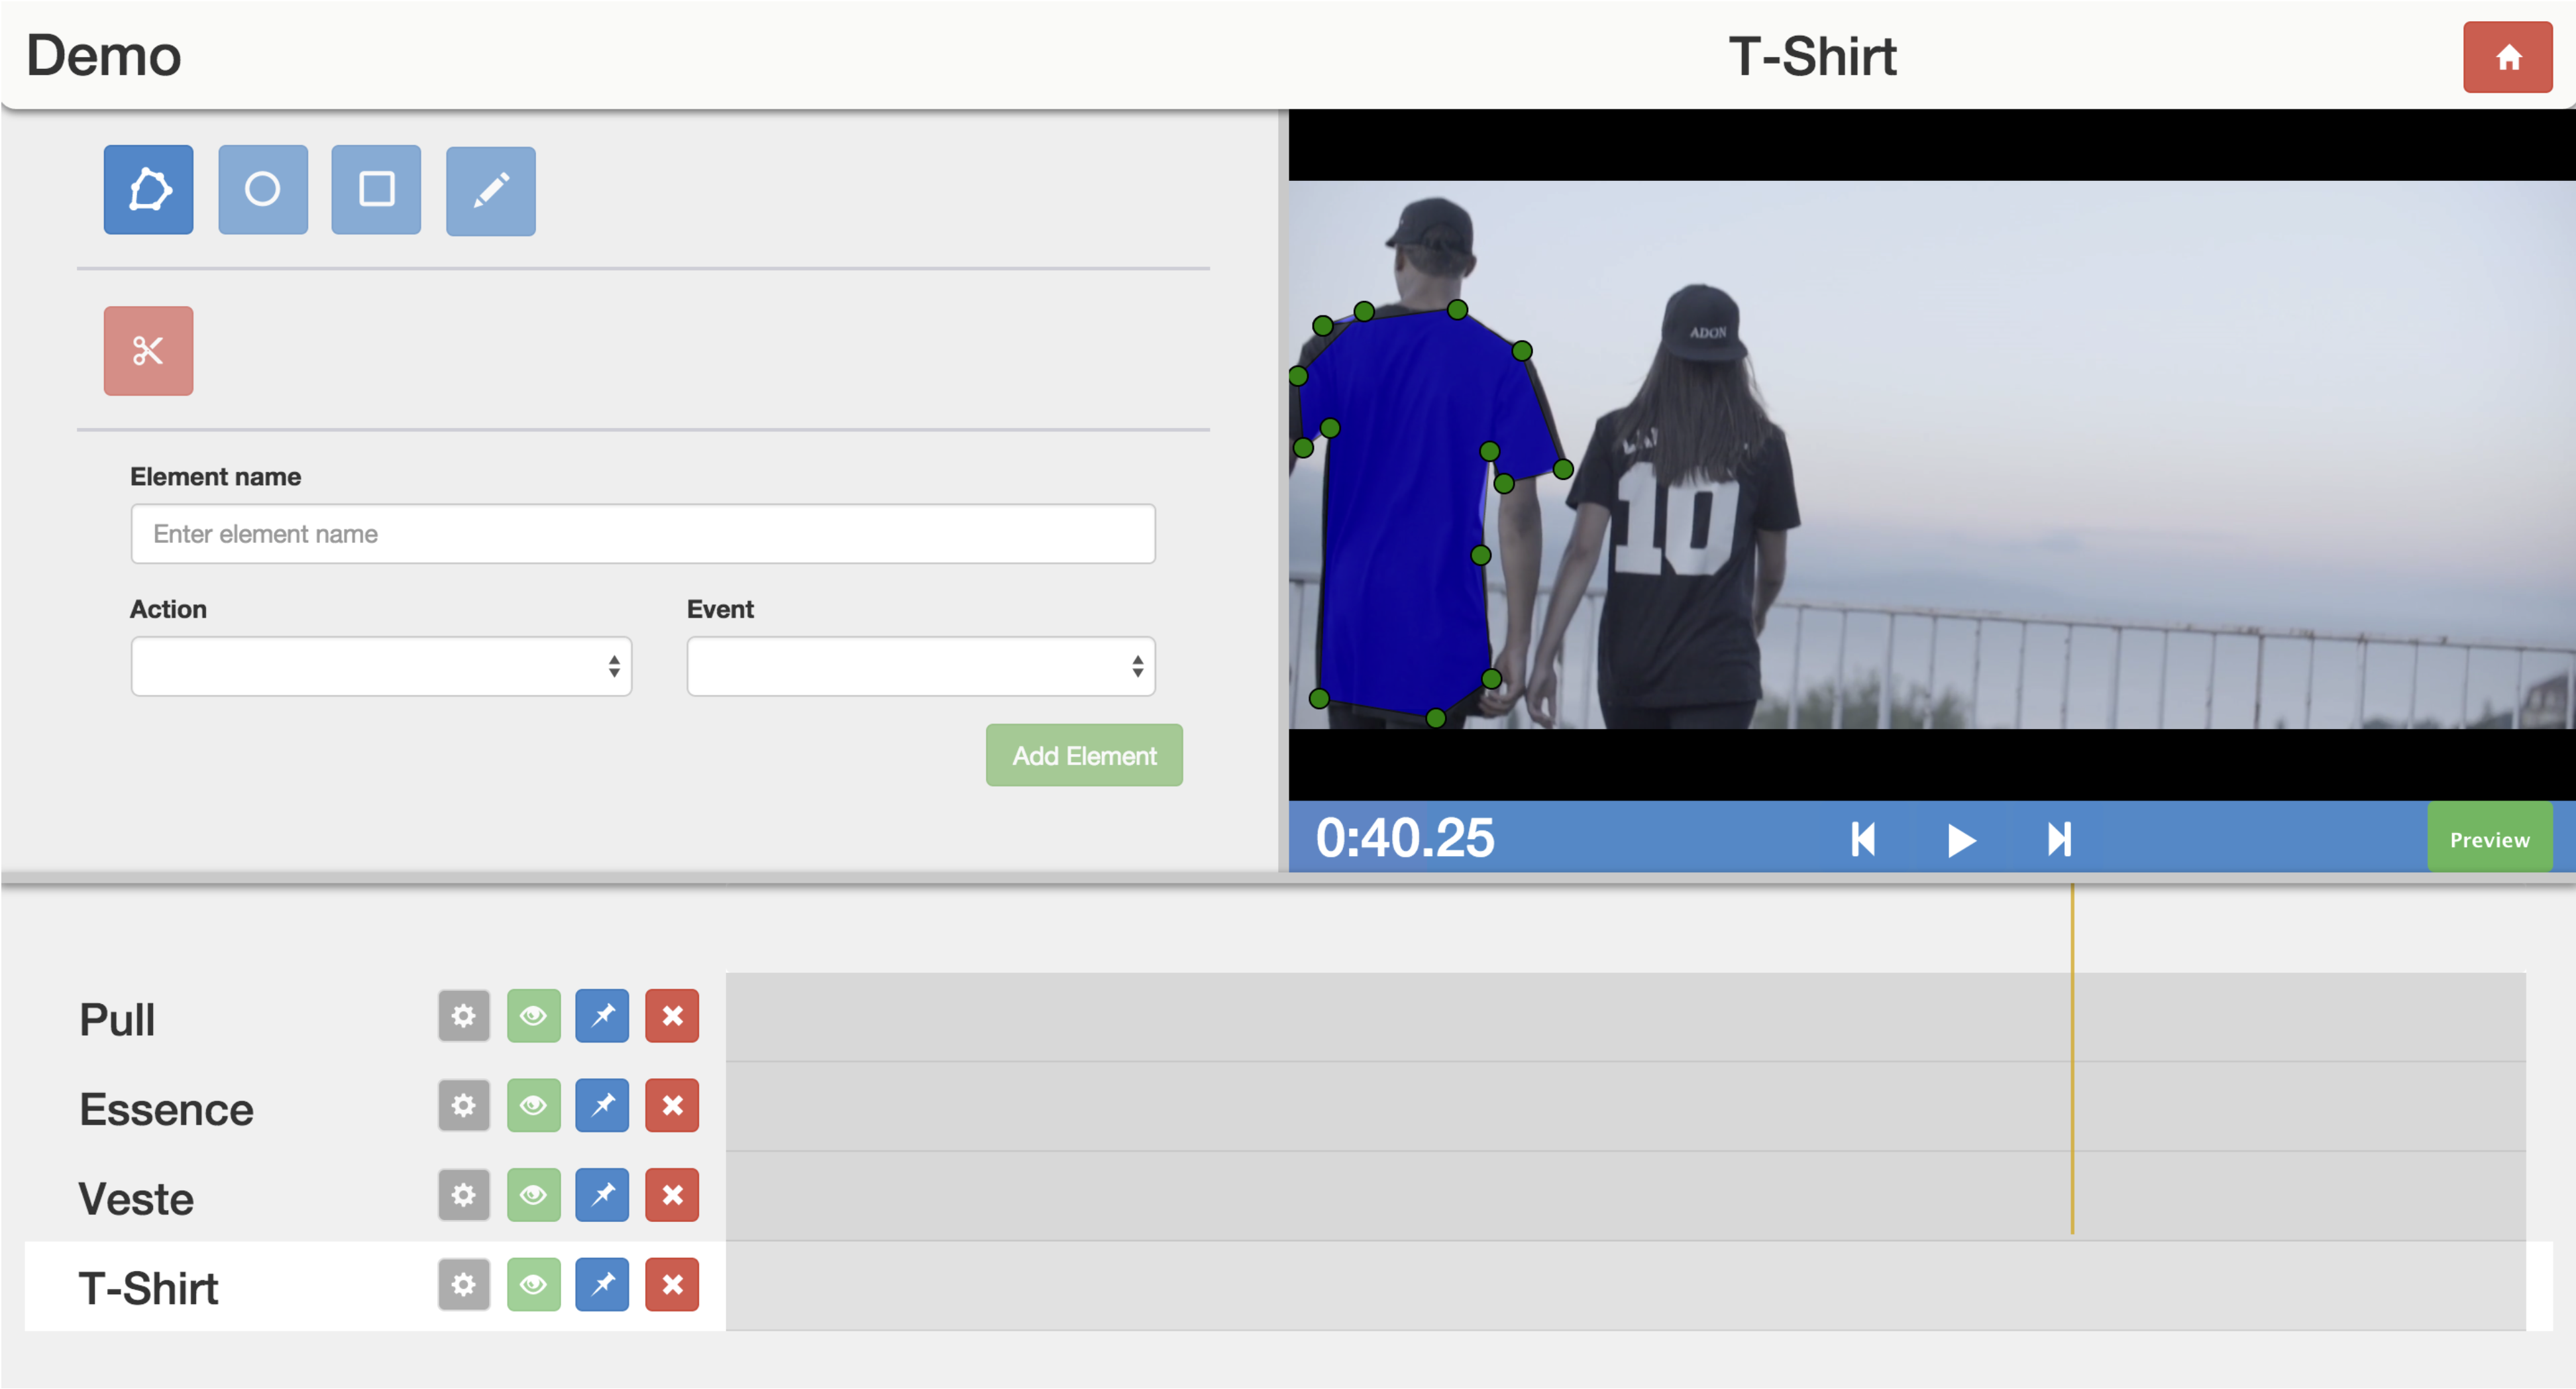 Demo
T-Shirt
Element name
Enter element name
Action
Event
Add Element
ADON
10
0:40.25
Preview
Pull
Essence
Veste
T-Shirt